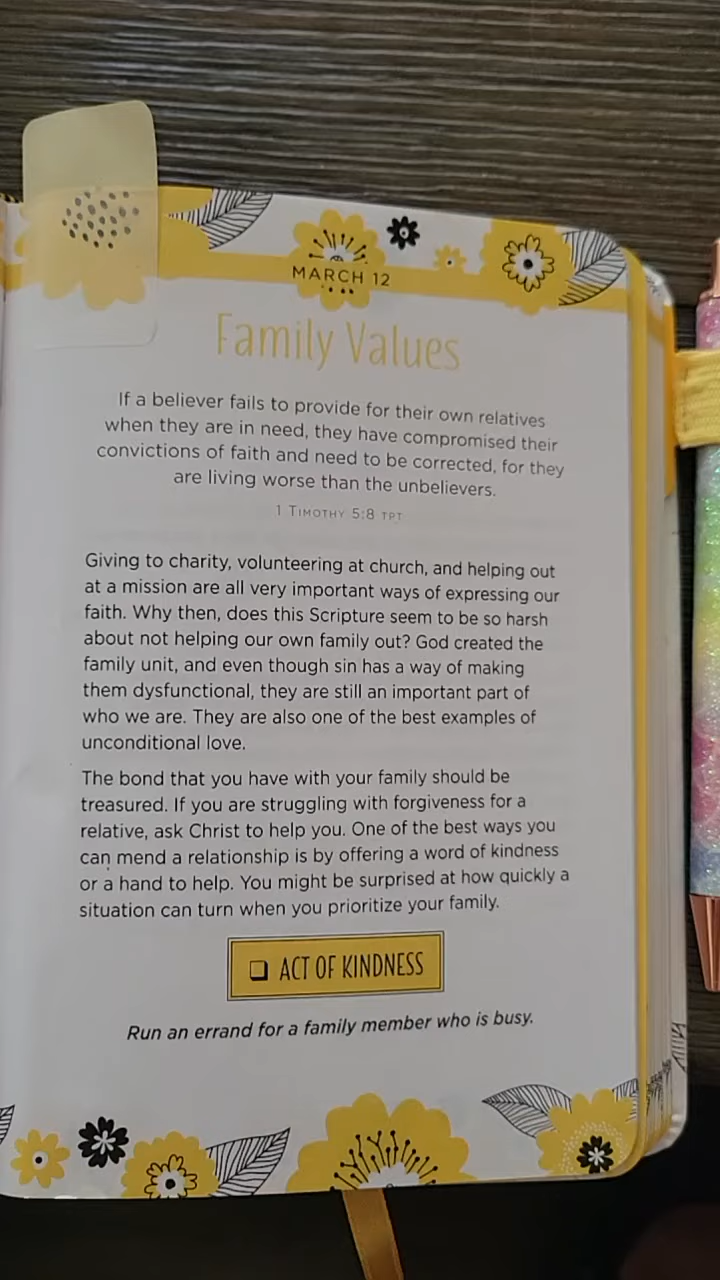 MARCH 12
Family Values
If a believer fails to provide for their own relatives
when they are in need, they have compromised their
convictions of faith and need to be corrected, for they
are living worse than the unbelievers.
1 TIMOTHY 5:8 TPT
Giving to charity, volunteering at church, and helping out
at a mission are all very important ways of expressing our
faith. Why then, does this Scripture seem to be so harsh
about not helping our own family out? God created the
family unit, and even though sin has a way of making
them dysfunctional, they are still an important part of
who we are. They are also one of the best examples of
unconditional love.
The bond that you have with your family should be
treasured. If you are struggling with forgiveness for a
relative, ask Christ to help you. One of the best ways you
can mend a relationship is by offering a word of kindness
or a hand to help. You might be surprised at how quickly a
situation can turn when you prioritize your family.
ACT OF KINDNESS
Run an errand for a family member who is busy.